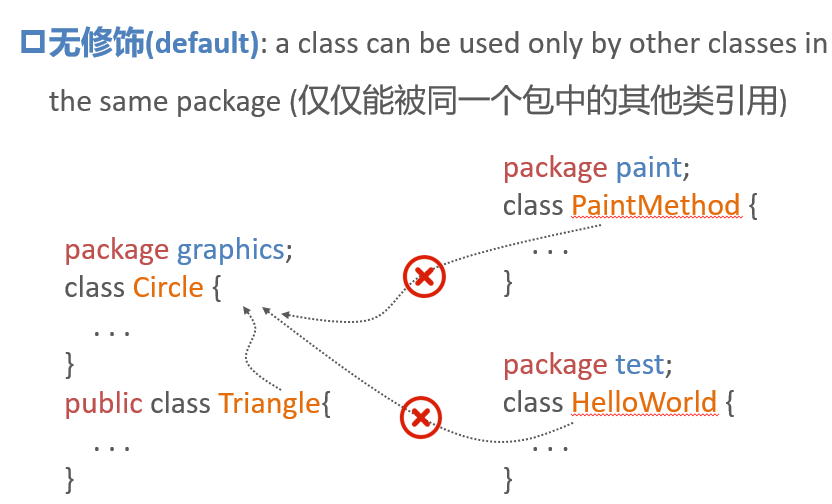 无修饰(default): a class can be used only by other classes in
the same package (仅仅能被同一个包中的其他类引用)
package graphics;
class Circle {
. . .
}
public class Triangle{
. . .
}
package paint;
class PaintMethod {
. . .
}
package test;
class HelloWorld {
. . .
}